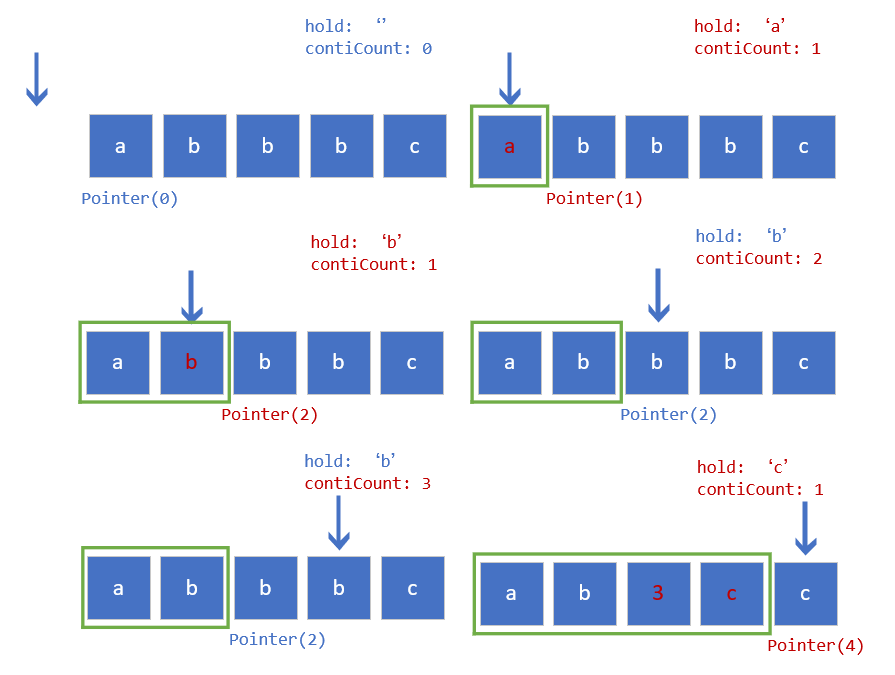 hold: ‘’
contiCount: 0
a b b b c
Pointer(0)
hold: ‘a’
contiCount: 1
a b b b c
Pointer(1)
hold: ‘b’
contiCount: 1
a b b b c
Pointer(2)
hold: ‘b’
contiCount: 2
a b b b c
Pointer(2)
hold: ‘b’
contiCount: 3
a b b b c
Pointer(2)
hold: ‘c’
contiCount: 1
a b 3 c c
Pointer(4)